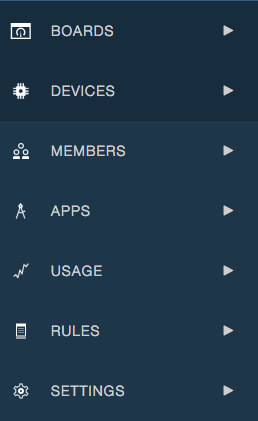 BOARDS
DEVICES
MEMBERS
APPS
USAGE
RULES
SETTINGS